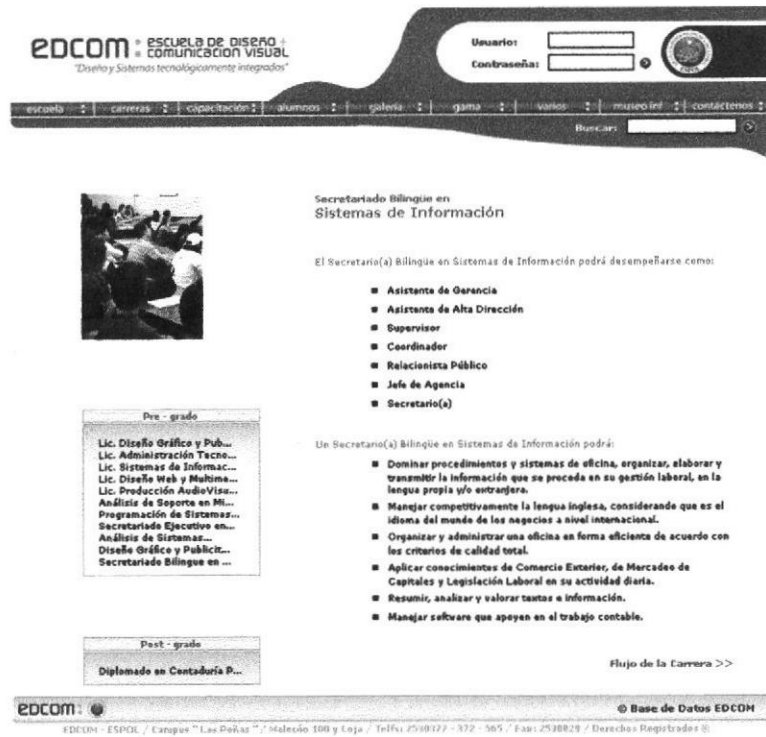 EDCOM : ESCUELA DE DISEÑO +
COMUNICACION VISUAL
"Diseño y Sistemas tecnológicamente integrados"
Usuario:
Contraseña:
escuela : carreras : capacitación : alumnos : galería : gama : varios : museo inf : contáctenos :
Buscar:
Secretariado Bilingüe en
Sistemas de Información
El Secretario(a) Bilingüe en Sistemas de Información podrá desempeñarse como:
Asistente de Gerencia
Asistente de Alta Dirección
Supervisor
Coordinador
Relacionista Público
Jefe de Agencia
Secretario(a)
Pre - grado
Lic. Diseño Gráfico y Pub...
Lic. Administración Tecno...
Lic. Sistemas de Informac...
Lic. Diseño Web y Multime...
Lic. Producción AudioVisu...
Análisis de Soporte en Mi...
Programación de Sistemas...
Secretariado Ejecutivo en...
Análisis de Sistemas...
Diseño Gráfico y Publicit...
Secretariado Bilingue en ...
Un Secretario(a) Bilingüe en Sistemas de Información podrá:
Dominar procedimientos y sistemas de oficina, organizar, elaborar y
transmitir la información que se proceda en su gestión laboral, en la
lengua propia y/o extranjera.
Manejar competitivamente la lengua inglesa, considerando que es el
idioma del mundo de los negocios a nivel internacional.
Organizar y administrar una oficina en forma eficiente de acuerdo con
los criterios de calidad total.
Aplicar conocimientos de Comercio Exterior, de Mercadeo de
Capitales y Legislación Laboral en su actividad diaria.
Resumir, analizar y valorar textos e información.
Manejar software que apoyen en el trabajo contable.
Post - grado
Diplomado en Contaduría P...
Flujo de la Carrera >>
EDCOM :
© Base de Datos EDCOM
EDCOM - ESPOL / Campus "Las Peñas" / Malecón 100 y Loja / Telfs: 2530327 - 372 - 565 / Fax: / Derechos Registrados ®